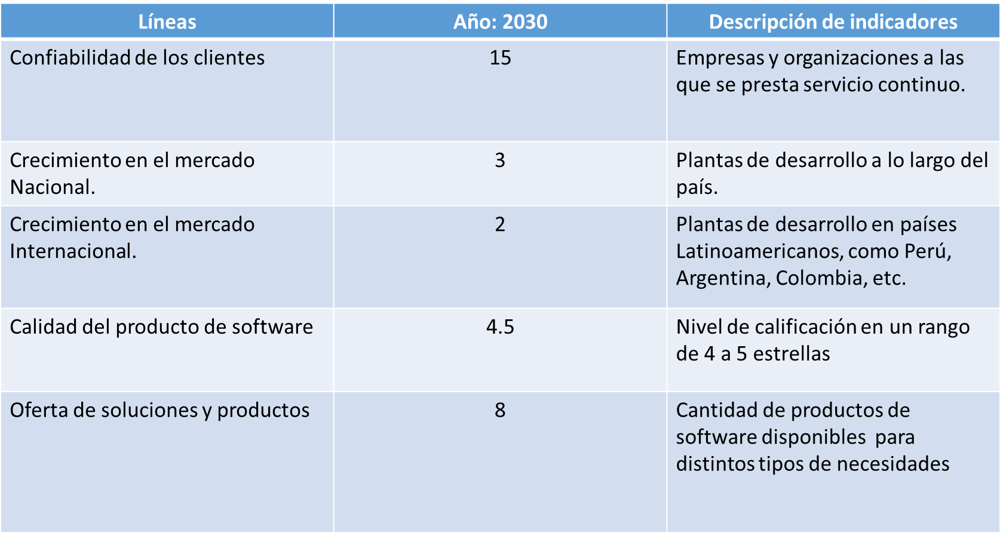 Líneas
Año: 2030
Descripción de indicadores
Confiabilidad de los clientes
15
Empresas y organizaciones a las
que se presta servicio continuo.
Crecimiento en el mercado
Nacional.
3
Plantas de desarrollo a lo largo del
país.
Crecimiento en el mercado
Internacional.
2
Plantas de desarrollo en países
Latinoamericanos, como Perú,
Argentina, Colombia, etc.
Calidad del producto de software
4.5
Nivel de calificación en un rango
de 4 a 5 estrellas
Oferta de soluciones y productos
8
Cantidad de productos de
software disponibles  para
distintos tipos de necesidades